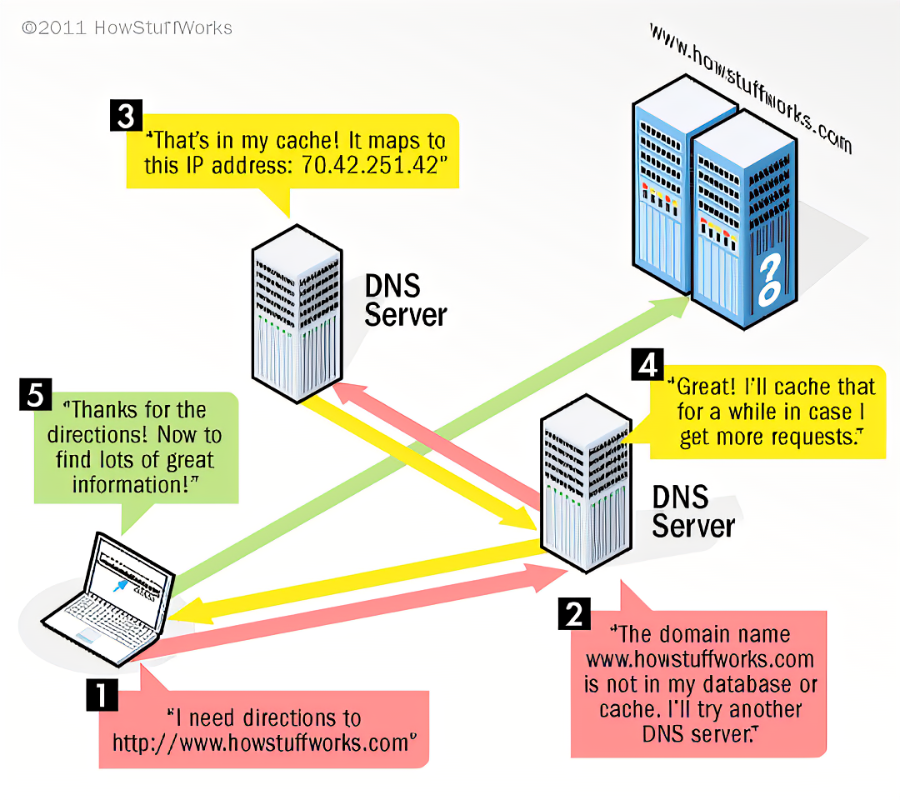 ©2011 HowStuffWorks
www.howstuffworks.com
3
"That's in my cache! It maps to
this IP address: 70.42.251.42"
DNS
Server
4
"Great! I'll cache that
for a while in case I
get more requests."
5
"Thanks for the
directions! Now to
find lots of great
information!"
DNS
Server
2
"The domain name
www.howstuffworks.com
is not in my database or
cache. I'll try another
DNS server."
1
"I need directions to
http://www.howstuffworks.com"